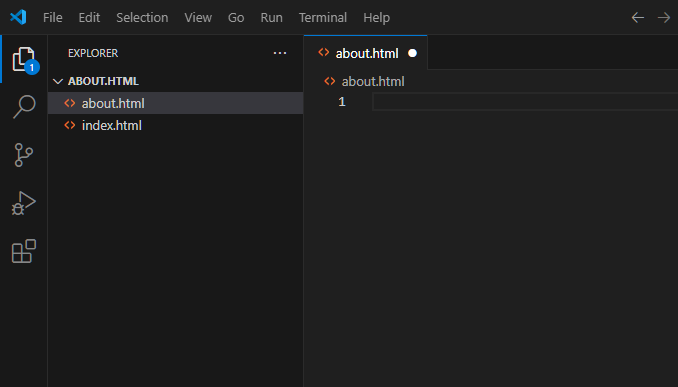 File Edit Selection View Go Run Terminal Help
EXPLORER ...
ABOUT.HTML
about.html
index.html
about.html
about.html
1
1